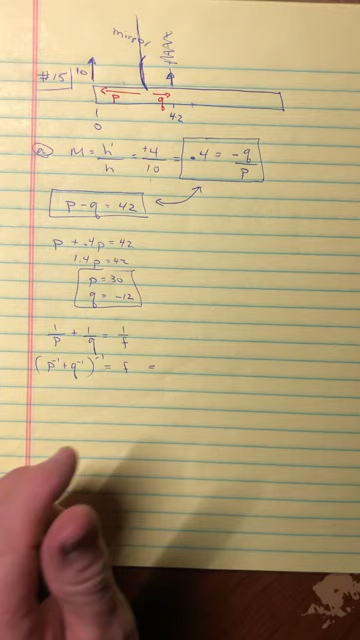 mirror
#15 10
p q
0 42
A. M = h'/h = +4/10 = .4 = -q/p
p - q = 42
p + .4p = 42
1.4p = 42
p = 30
q = -12
1/p + 1/q = 1/f
(p⁻¹ + q⁻¹)⁻¹ = f =